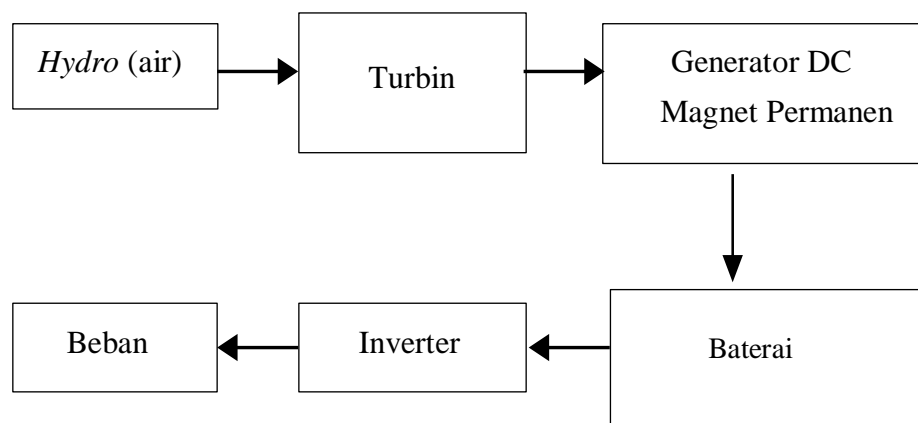 Hydro (air)
Turbin
Generator DC
Magnet Permanen
Beban
Inverter
Baterai